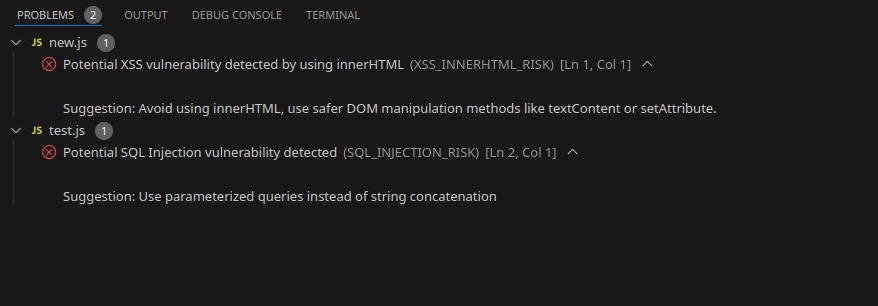 PROBLEMS 2 OUTPUT DEBUG CONSOLE TERMINAL
JS new.js 1
Potential XSS vulnerability detected by using innerHTML (XSS_INNERHTML_RISK) [Ln 1, Col 1]
Suggestion: Avoid using innerHTML, use safer DOM manipulation methods like textContent or setAttribute.
JS test.js 1
Potential SQL Injection vulnerability detected (SQL_INJECTION_RISK) [Ln 2, Col 1]
Suggestion: Use parameterized queries instead of string concatenation